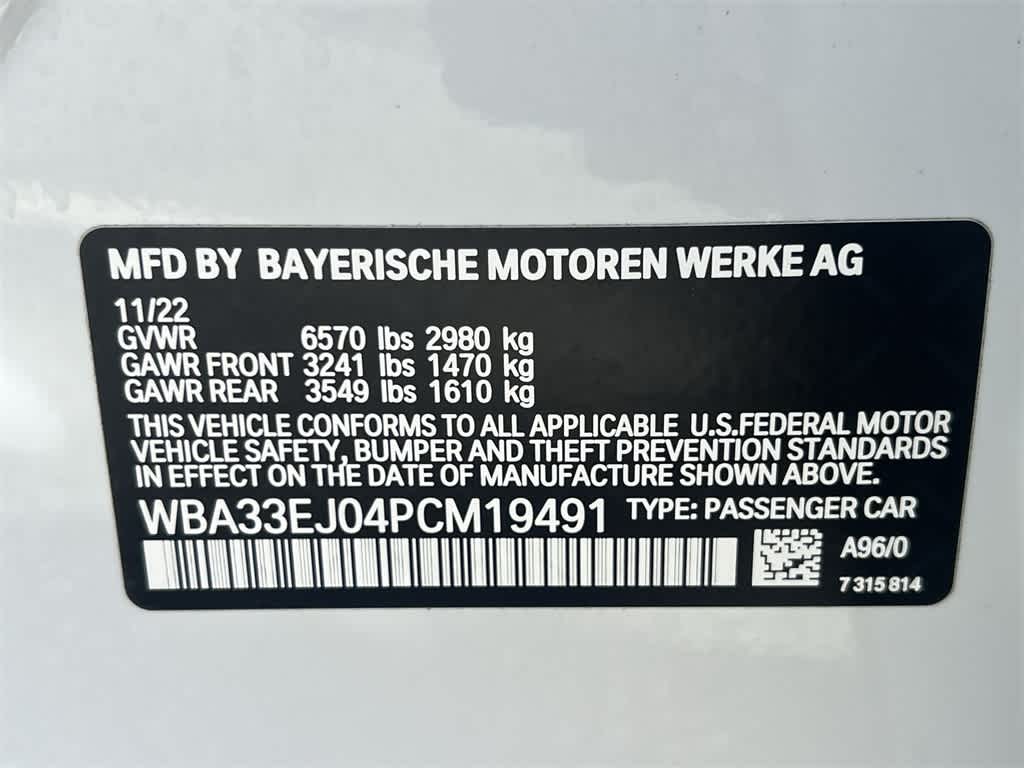 MFD BY BAYERISCHE MOTOREN WERKE AG
11/22
GVWR 6570 lbs 2980 kg
GAWR FRONT 3241 lbs 1470 kg
GAWR REAR 3549 lbs 1610 kg
THIS VEHICLE CONFORMS TO ALL APPLICABLE U.S.FEDERAL MOTOR
VEHICLE SAFETY, BUMPER AND THEFT PREVENTION STANDARDS
IN EFFECT ON THE DATE OF MANUFACTURE SHOWN ABOVE.
WBA33EJ04PCM19491 TYPE: PASSENGER CAR
A96/0
7 315 814